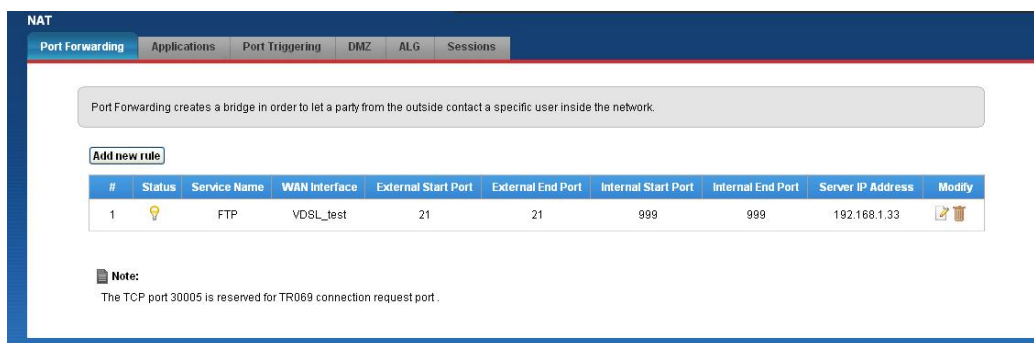 NAT
Port Forwarding Applications Port Triggering DMZ ALG Sessions
Port Forwarding creates a bridge in order to let a party from the outside contact a specific user inside the network.
Add new rule
# Status Service Name WAN Interface External Start Port External End Port Internal Start Port Internal End Port Server IP Address Modify
1 FTP VDSL_test 21 21 999 999 192.168.1.33
Note:
The TCP port 30005 is reserved for TR069 connection request port .